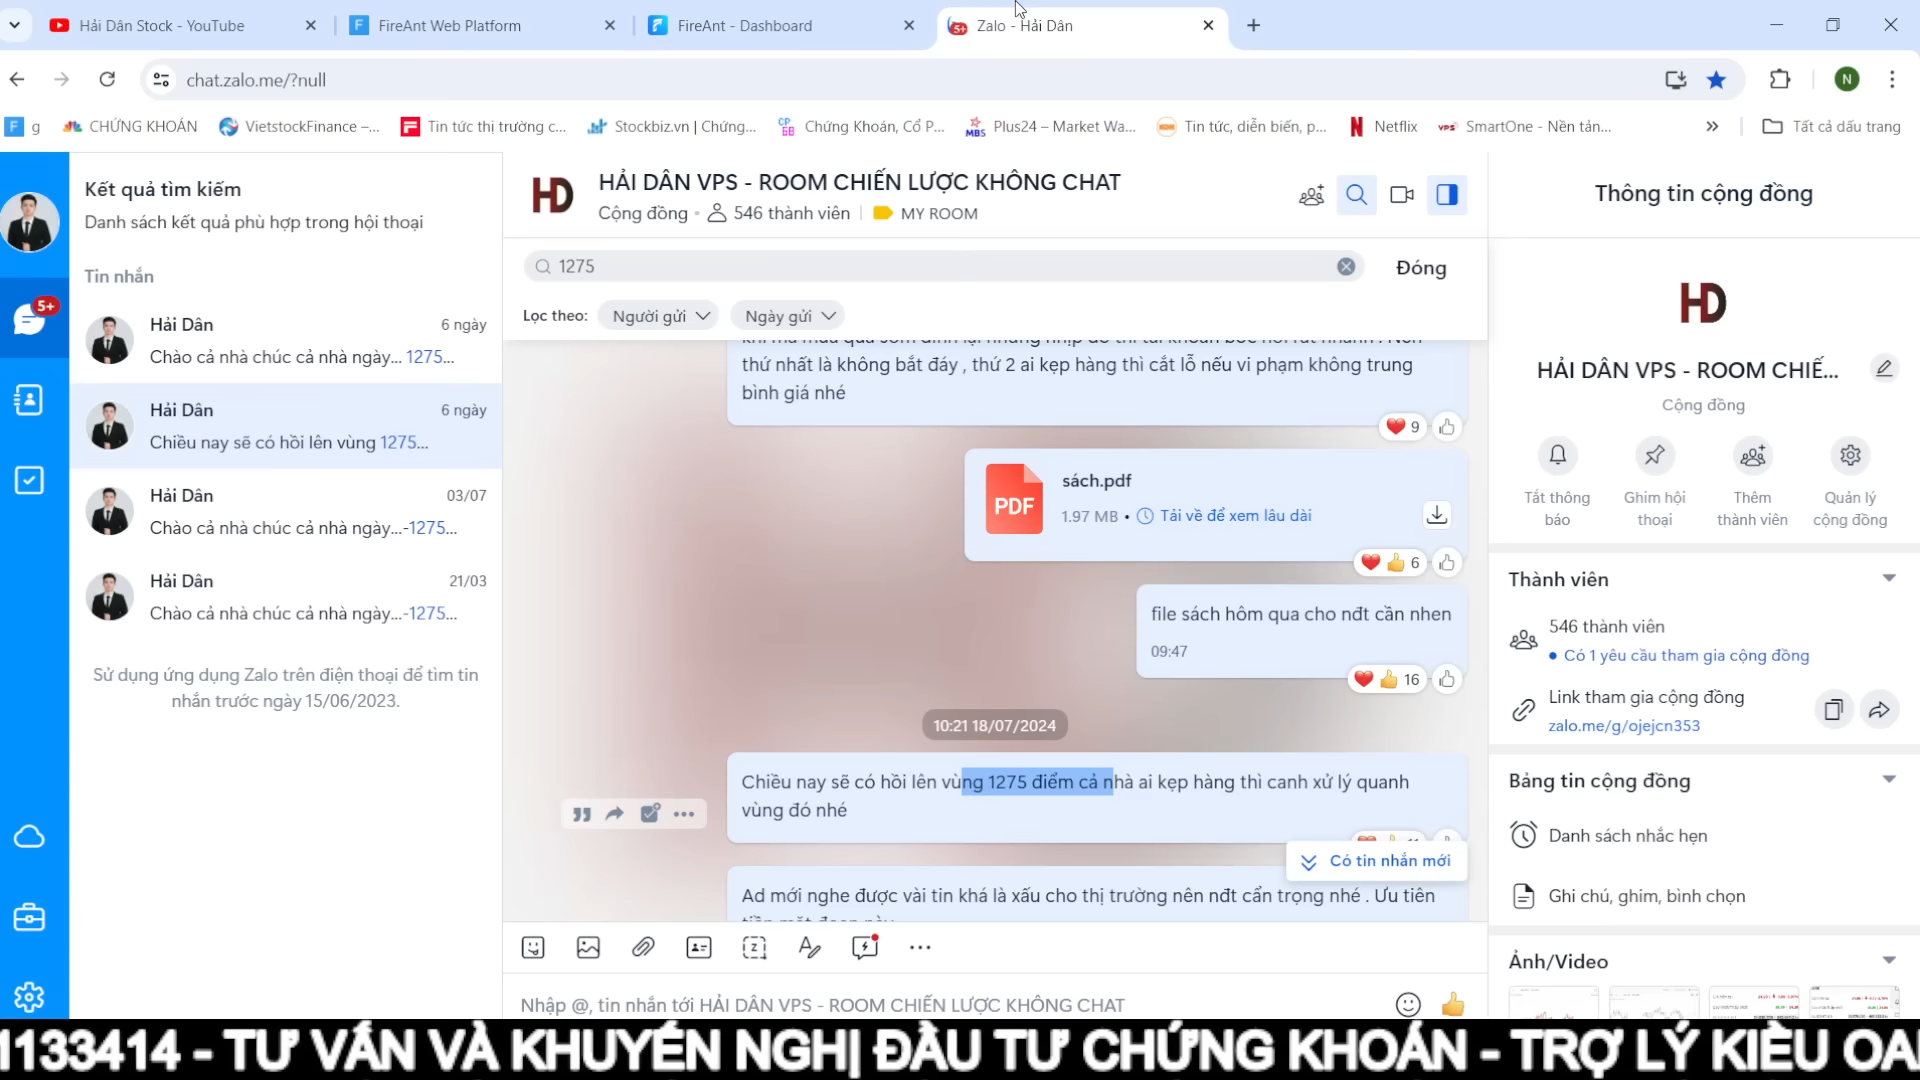 Hải Dân Stock - YouTube
FireAnt Web Platform
FireAnt - Dashboard
Zalo - Hải Dân
chat.zalo.me/?null
N
g
CHỨNG KHOÁN
VietstockFinance –...
Tin tức thị trường c...
Stockbiz.vn | Chứng...
Chứng Khoán, Cổ P...
Plus24 – Market Wa...
Tin tức, diễn biến, p...
Netflix
SmartOne - Nền tản...
Tất cả dấu trang
Kết quả tìm kiếm
Danh sách kết quả phù hợp trong hội thoại
Tin nhắn
5+
Hải Dân
6 ngày
Chào cả nhà chúc cả nhà ngày... 1275...
Hải Dân
6 ngày
Chiều nay sẽ có hồi lên vùng 1275...
Hải Dân
03/07
Chào cả nhà chúc cả nhà ngày...-1275...
Hải Dân
21/03
Chào cả nhà chúc cả nhà ngày...-1275...
Sử dụng ứng dụng Zalo trên điện thoại để tìm tin
nhắn trước ngày 15/06/2023.
HD
HẢI DÂN VPS - ROOM CHIẾN LƯỢC KHÔNG CHAT
Cộng đồng • 546 thành viên | MY ROOM
1275
Đóng
Lọc theo:
Người gửi
Ngày gửi
thứ nhất là không bắt đáy , thứ 2 ai kẹp hàng thì cắt lỗ nếu vi phạm không trung
bình giá nhé
9
PDF
sách.pdf
1.97 MB • Tải về để xem lâu dài
6
file sách hôm qua cho nđt cần nhen
09:47
16
10:21 18/07/2024
Chiều nay sẽ có hồi lên vùng 1275 điểm cả nhà ai kẹp hàng thì canh xử lý quanh
vùng đó nhé
Có tin nhắn mới
Ad mới nghe được vài tin khá là xấu cho thị trường nên nđt cẩn trọng nhé . Ưu tiên
Nhập @, tin nhắn tới HẢI DÂN VPS - ROOM CHIẾN LƯỢC KHÔNG CHAT
Thông tin cộng đồng
HD
HẢI DÂN VPS - ROOM CHIẾ...
Cộng đồng
Tắt thông
báo
Ghim hội
thoại
Thêm
thành viên
Quản lý
cộng đồng
Thành viên
546 thành viên
• Có 1 yêu cầu tham gia cộng đồng
Link tham gia cộng đồng
zalo.me/g/ojejcn353
Bảng tin cộng đồng
Danh sách nhắc hẹn
Ghi chú, ghim, bình chọn
Ảnh/Video
1133414 - TƯ VẤN VÀ KHUYẾN NGHỊ ĐẦU TƯ CHỨNG KHOÁN - TRỢ LÝ KIỀU OA